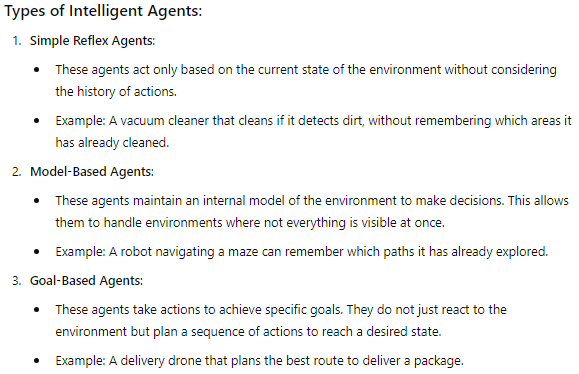 Types of Intelligent Agents:
1. Simple Reflex Agents:
• These agents act only based on the current state of the environment without considering
the history of actions.
• Example: A vacuum cleaner that cleans if it detects dirt, without remembering which areas it
has already cleaned.
2. Model-Based Agents:
• These agents maintain an internal model of the environment to make decisions. This allows
them to handle environments where not everything is visible at once.
• Example: A robot navigating a maze can remember which paths it has already explored.
3. Goal-Based Agents:
• These agents take actions to achieve specific goals. They do not just react to the
environment but plan a sequence of actions to reach a desired state.
• Example: A delivery drone that plans the best route to deliver a package.